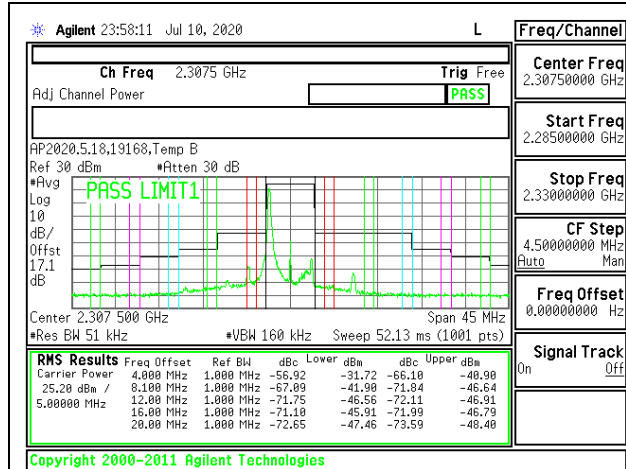 Agilent 23:58:11 Jul 10, 2020 L
Freq/Channel
Ch Freq 2.3075 GHz Trig Free
Adj Channel Power PASS
AP2020.5.18,19168,Temp B
Ref 30 dBm #Atten 30 dB
#Avg
Log
10
dB/
Offst
17.1
dB
PASS LIMIT1
Center 2.307 500 GHz Span 45 MHz
#Res BW 51 kHz #VBW 160 kHz Sweep 52.13 ms (1001 pts)
RMS Results Freq Offset Ref BW dBc Lower dBm dBc Upper dBm
Carrier Power 4.000 MHz 1.000 MHz -56.92 -31.72 -66.10 -40.90
25.20 dBm / 8.100 MHz 1.000 MHz -67.09 -41.90 -71.84 -46.64
5.00000 MHz 12.00 MHz 1.000 MHz -71.75 -46.56 -72.11 -46.91
16.00 MHz 1.000 MHz -71.10 -45.91 -71.99 -46.79
20.00 MHz 1.000 MHz -72.65 -47.46 -73.59 -48.40
Copyright 2000-2011 Agilent Technologies
Center Freq
2.30750000 GHz
Start Freq
2.28500000 GHz
Stop Freq
2.33000000 GHz
CF Step
4.50000000 MHz
Auto Man
Freq Offset
0.00000000 Hz
Signal Track
On Off